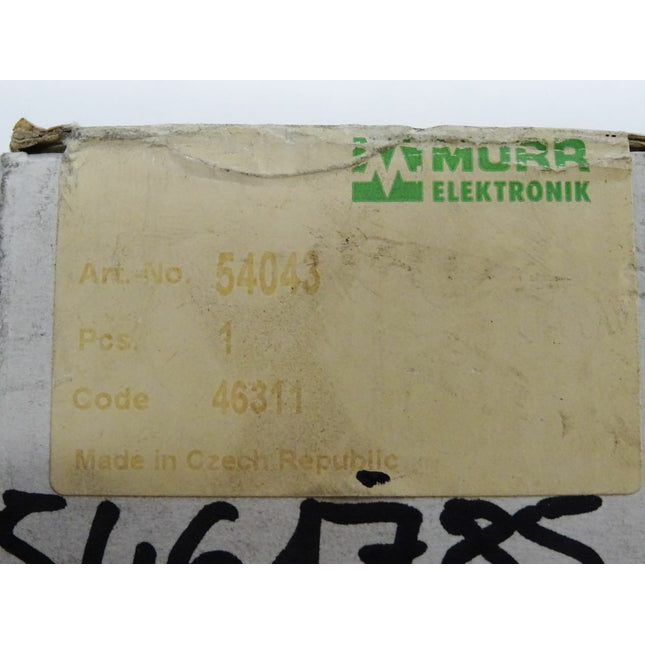 MURR
ELEKTRONIK
Art.-No. 54043
Pcs. 1
Code 46311
Made in Czech Republic